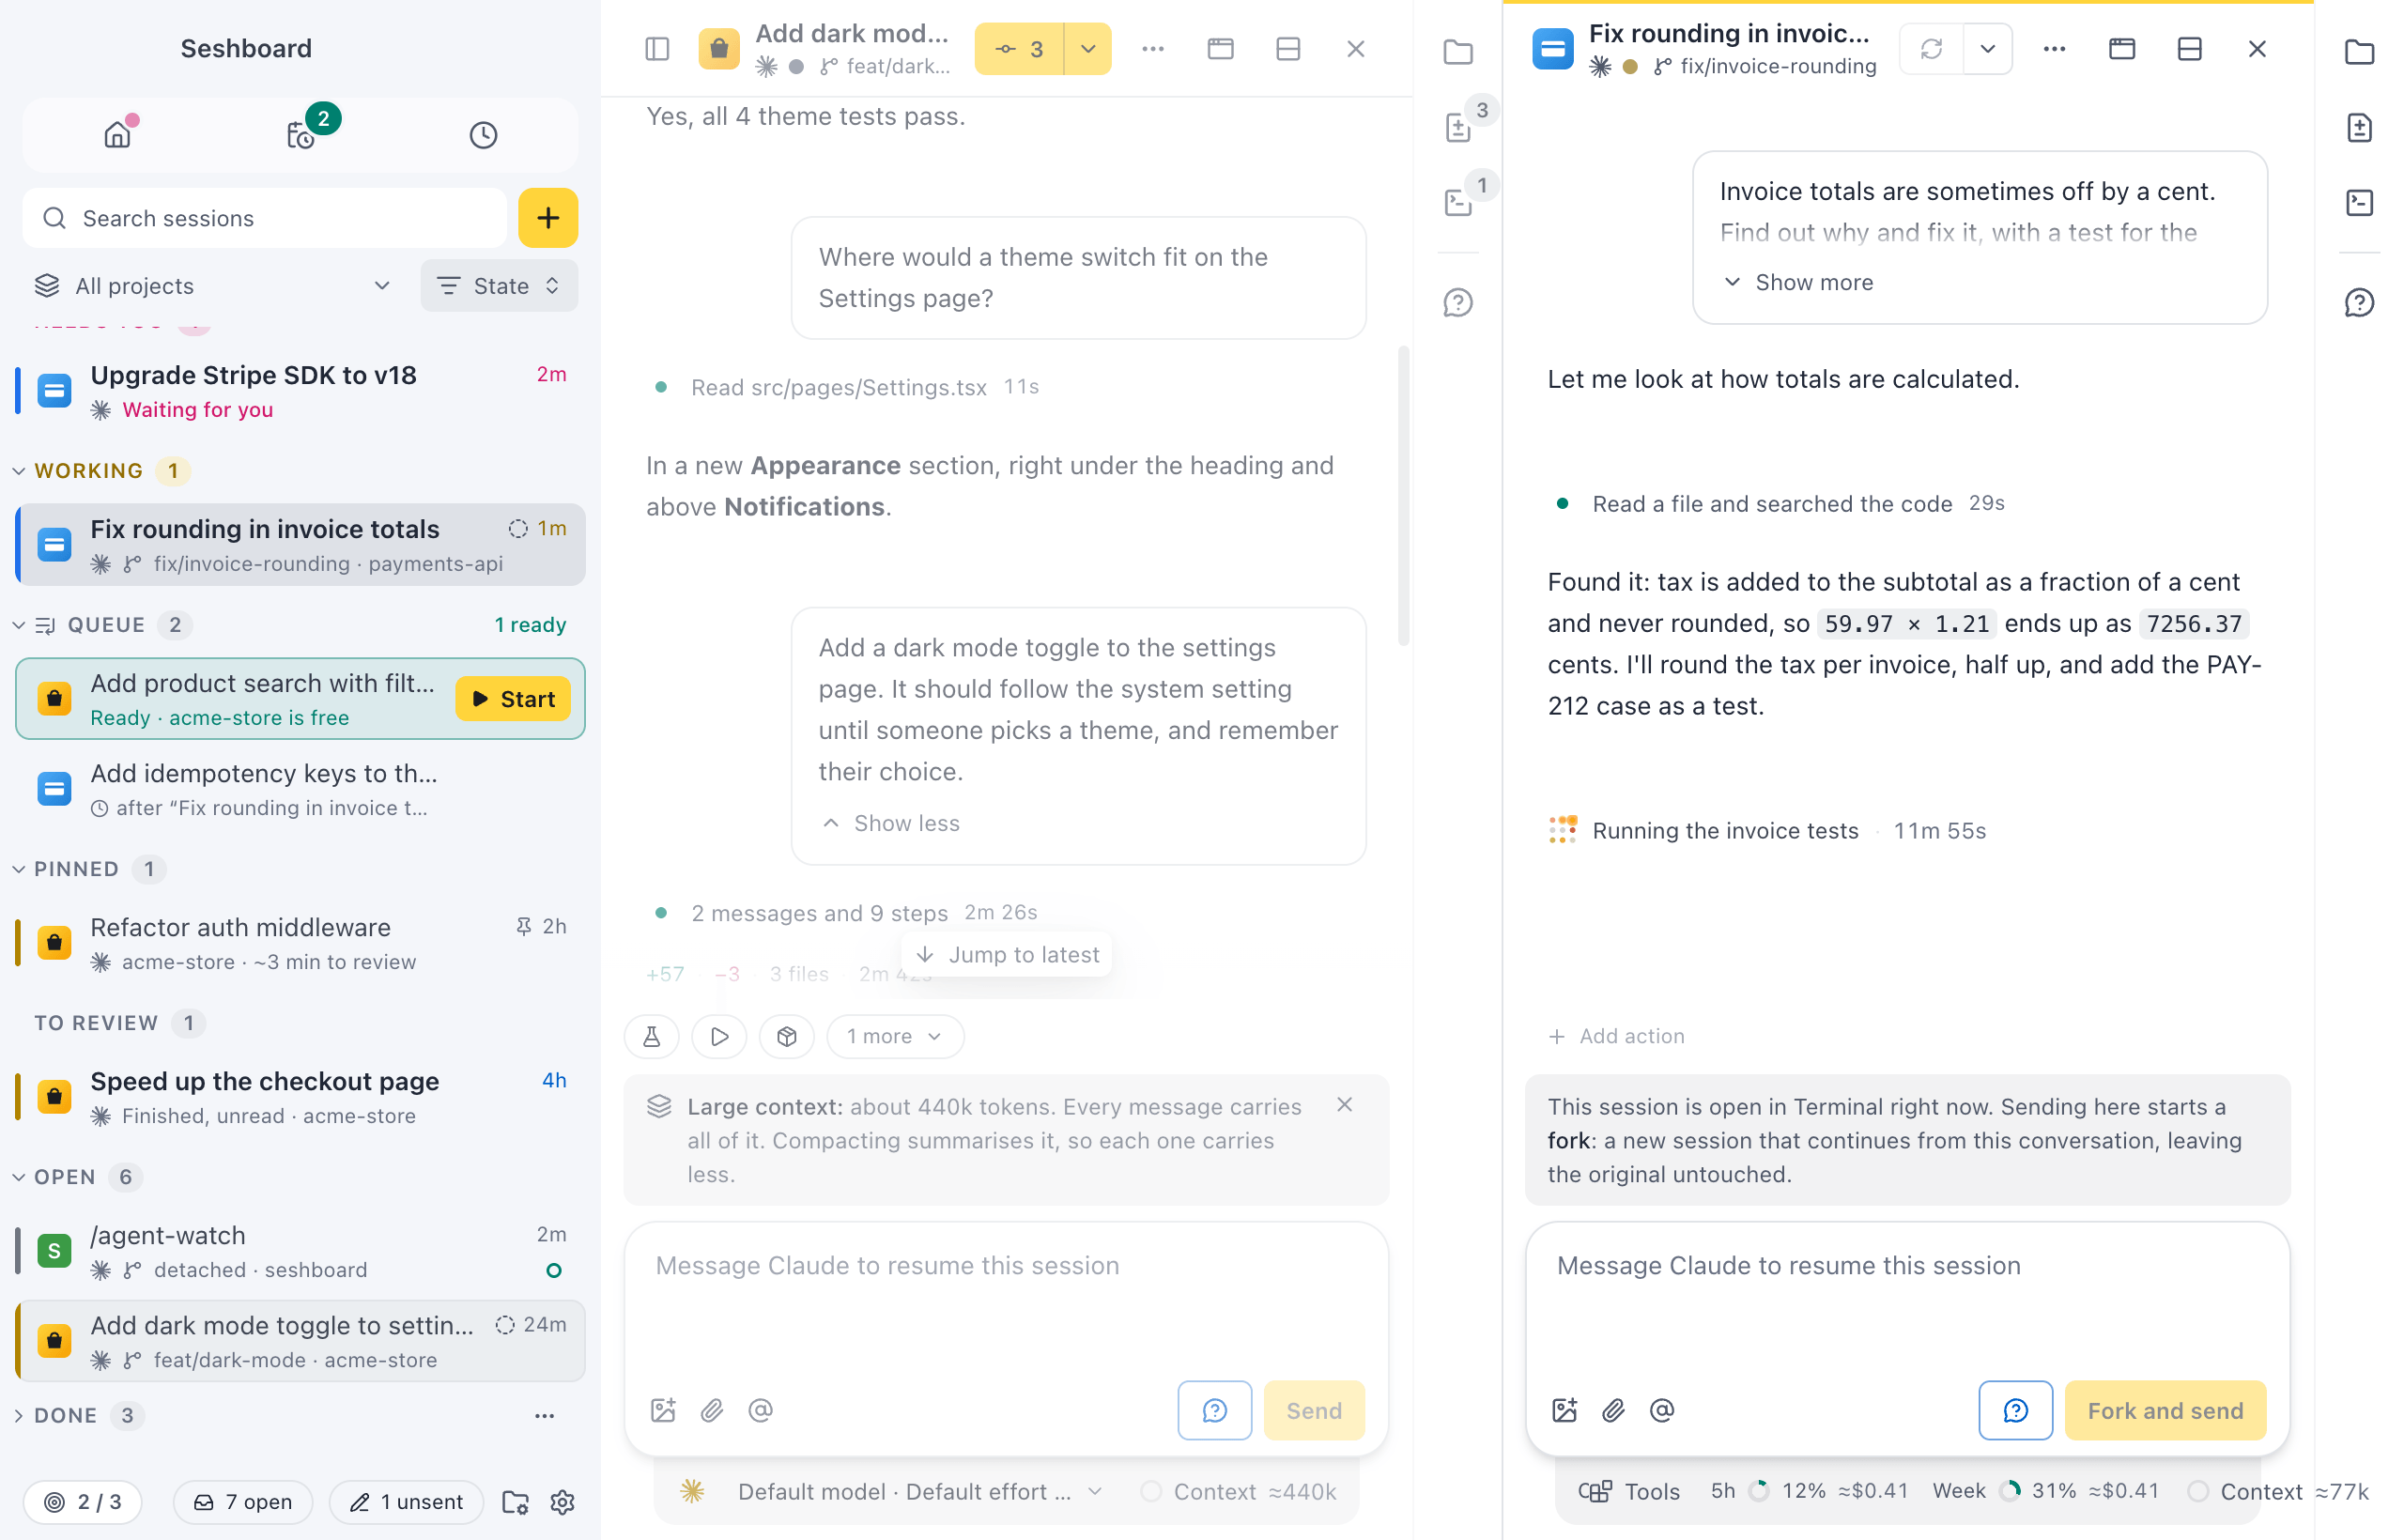 Seshboard
2
Search sessions
All projects
State
Upgrade Stripe SDK to v18
2m
Waiting for you
WORKING 1
Fix rounding in invoice totals
1m
fix/invoice-rounding · payments-api
QUEUE 2
1 ready
Add product search with filt...
Start
Ready · acme-store is free
Add idempotency keys to th...
after “Fix rounding in invoice t...
PINNED 1
Refactor auth middleware
2h
acme-store · ~3 min to review
TO REVIEW 1
Speed up the checkout page
4h
Finished, unread · acme-store
OPEN 6
S
/agent-watch
2m
detached · seshboard
Add dark mode toggle to settin...
24m
feat/dark-mode · acme-store
DONE 3
2 / 3
7 open
1 unsent
Add dark mod...
feat/dark...
3
Yes, all 4 theme tests pass.
Where would a theme switch fit on the
Settings page?
Read src/pages/Settings.tsx 11s
In a new Appearance section, right under the heading and
above Notifications.
Add a dark mode toggle to the settings
page. It should follow the system setting
until someone picks a theme, and remember
their choice.
Show less
2 messages and 9 steps 2m 26s
Jump to latest
+57 · −3 · 3 files · 2m 42s
1 more
Large context: about 440k tokens. Every message carries
all of it. Compacting summarises it, so each one carries
less.
Message Claude to resume this session
Send
Default model · Default effort ...
Context ≈440k
3
1
Fix rounding in invoic...
fix/invoice-rounding
Invoice totals are sometimes off by a cent.
Find out why and fix it, with a test for the
Show more
Let me look at how totals are calculated.
Read a file and searched the code 29s
Found it: tax is added to the subtotal as a fraction of a cent
and never rounded, so 59.97 × 1.21 ends up as 7256.37
cents. I'll round the tax per invoice, half up, and add the PAY-
212 case as a test.
Running the invoice tests · 11m 55s
Add action
This session is open in Terminal right now. Sending here starts a
fork: a new session that continues from this conversation, leaving
the original untouched.
Message Claude to resume this session
Fork and send
Tools
5h 12% ≈$0.41
Week 31% ≈$0.41
Context ≈77k